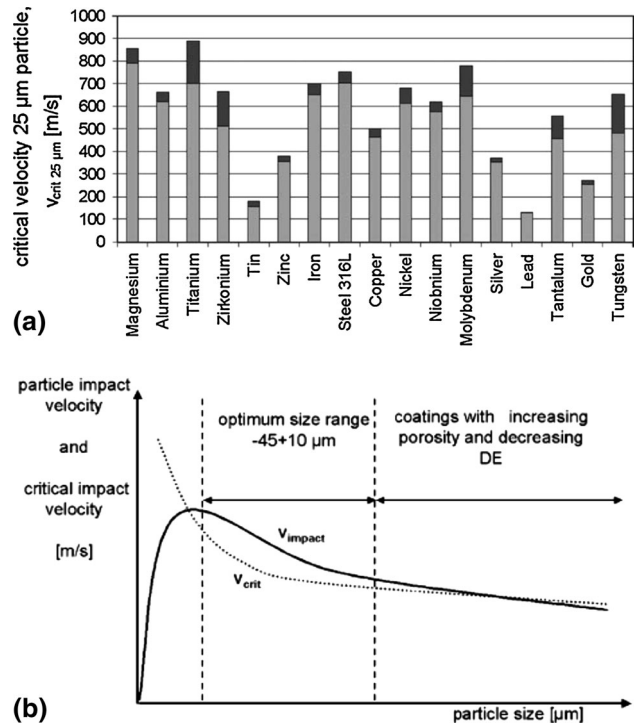 critical velocity 25 µm particle,
Vcrit 25 µm [m/s]
1000
900
800
700
600
500
400
300
200
100
0
Magnesium
Aluminium
Titanium
Zirkonium
Tin
Zinc
Iron
Steel 316L
Copper
Nickel
Niobnium
Molybdenum
Silver
Lead
Tantalum
Gold
Tungsten
(a)
particle impact
velocity
and
critical impact
velocity
[m/s]
optimum size range
-45+10 µm
coatings with increasing
porosity and decreasing
DE
Vimpact
Vcrit
(b)
particle size [µm]